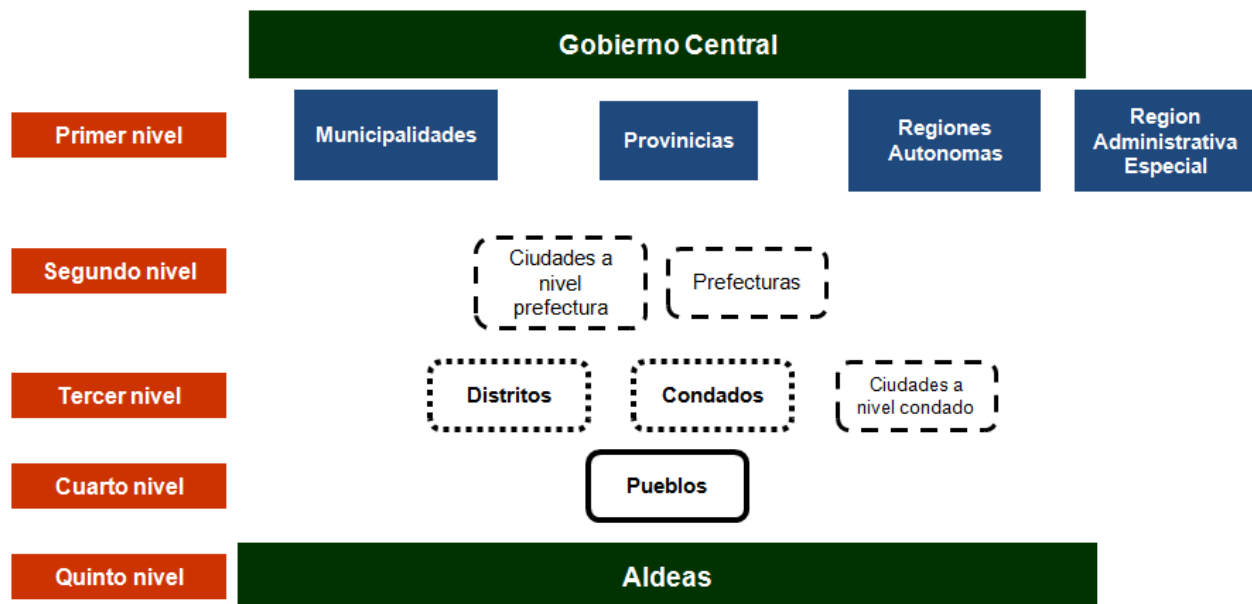 Gobierno Central
Primer nivel
Municipalidades
Provinicias
Regiones
Autonomas
Region
Administrativa
Especial
Segundo nivel
Ciudades a
nivel
prefectura
Prefecturas
Tercer nivel
Distritos
Condados
Ciudades a
nivel condado
Cuarto nivel
Pueblos
Quinto nivel
Aldeas